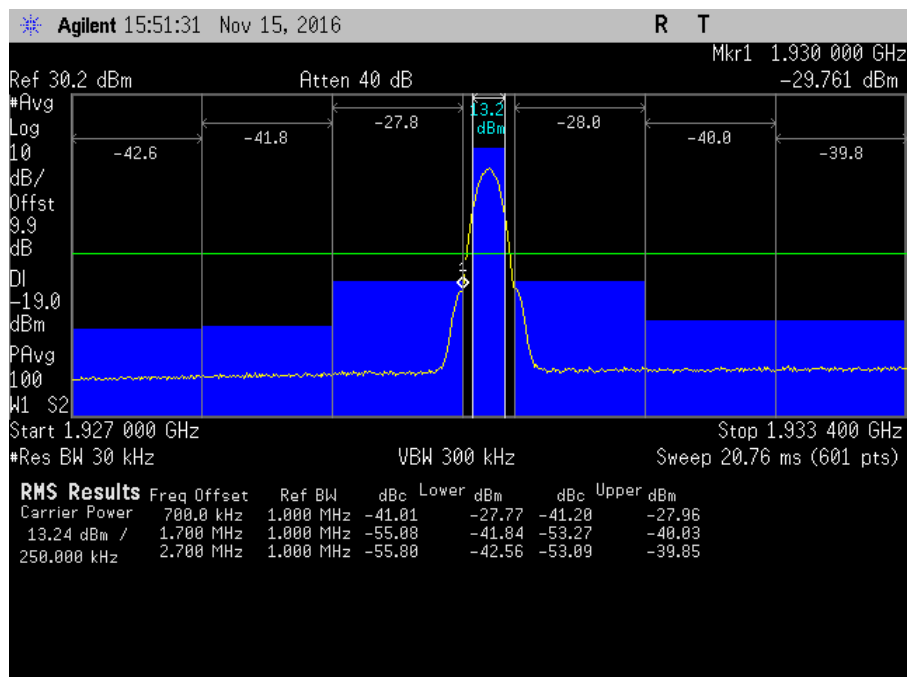 Agilent 15:51:31 Nov 15, 2016 R T
Mkr1 1.930 000 GHz
Ref 30.2 dBm Atten 40 dB -29.761 dBm
#Avg
Log
10
dB/
Offst
9.9
dB
DI
-19.0
dBm
PAvg
100
W1 S2
-42.6 -41.8 -27.8 13.2 dBm -28.0 -40.0 -39.8
1
Start 1.927 000 GHz Stop 1.933 400 GHz
#Res BW 30 kHz VBW 300 kHz Sweep 20.76 ms (601 pts)
RMS Results Freq Offset Ref BW dBc Lower dBm dBc Upper dBm
Carrier Power 700.0 kHz 1.000 MHz -41.01 -27.77 -41.20 -27.96
13.24 dBm / 1.700 MHz 1.000 MHz -55.08 -41.84 -53.27 -40.03
250.000 kHz 2.700 MHz 1.000 MHz -55.80 -42.56 -53.09 -39.85